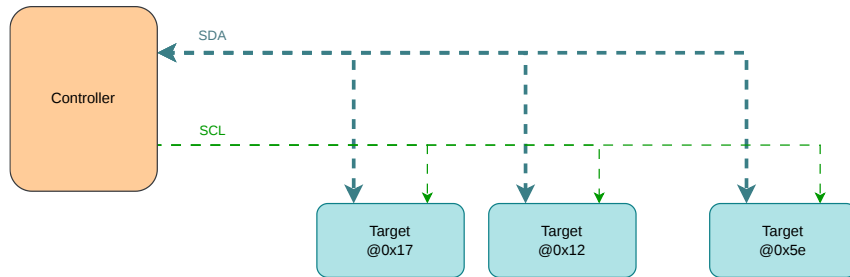 SDA
Controller
SCL
Target
@0x17
Target
@0x12
Target
@0x5e